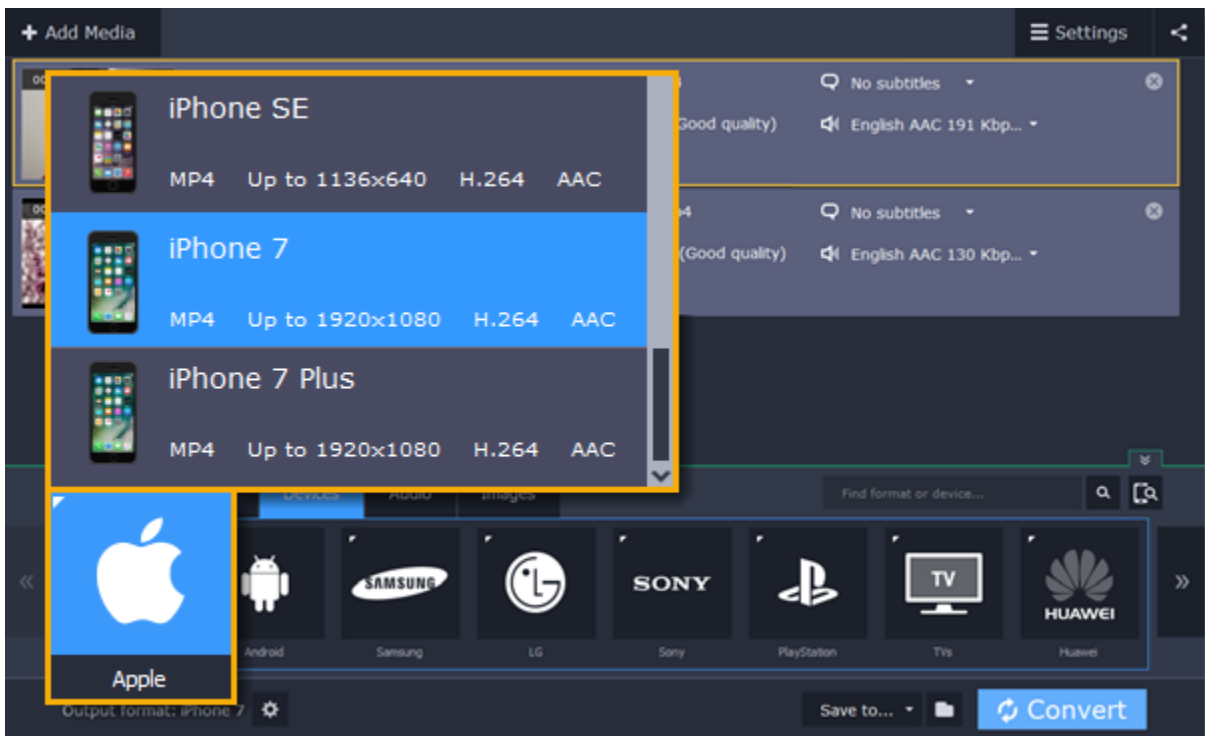 Add Media
Settings
No subtitles
Good quality)
English AAC 191 Kbp...
No subtitles
(Good quality)
English AAC 130 Kbp...
iPhone SE
MP4 Up to 1136x640 H.264 AAC
iPhone 7
MP4 Up to 1920x1080 H.264 AAC
iPhone 7 Plus
MP4 Up to 1920x1080 H.264 AAC
Devices Audio Images
Find format or device...
SAMSUNG
LG
SONY
TV
HUAWEI
Apple
Android
Samsung
LG
Sony
PlayStation
TVs
Huawei
Output format: iPhone 7
Save to...
Convert